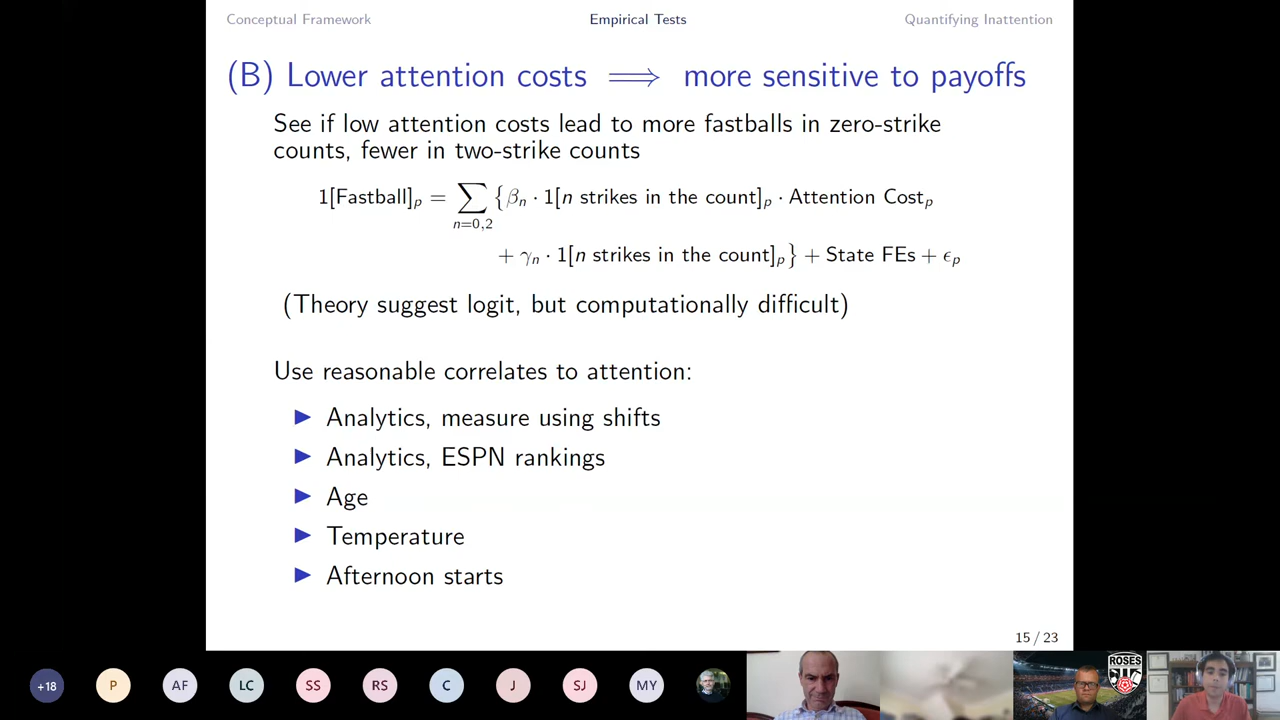 Conceptual Framework Empirical Tests Quantifying Inattention
(B) Lower attention costs ⟹ more sensitive to payoffs
See if low attention costs lead to more fastballs in zero-strike
counts, fewer in two-strike counts
1[Fastball]ₚ = ∑ₙ₌₀,₂ {βₙ · 1[n strikes in the count]ₚ · Attention Costₚ
+ γₙ · 1[n strikes in the count]ₚ} + State FEs + ϵₚ
(Theory suggest logit, but computationally difficult)
Use reasonable correlates to attention:
▶ Analytics, measure using shifts
▶ Analytics, ESPN rankings
▶ Age
▶ Temperature
▶ Afternoon starts
15 / 23
+18 P AF LC SS RS C J SJ MY
ROSES